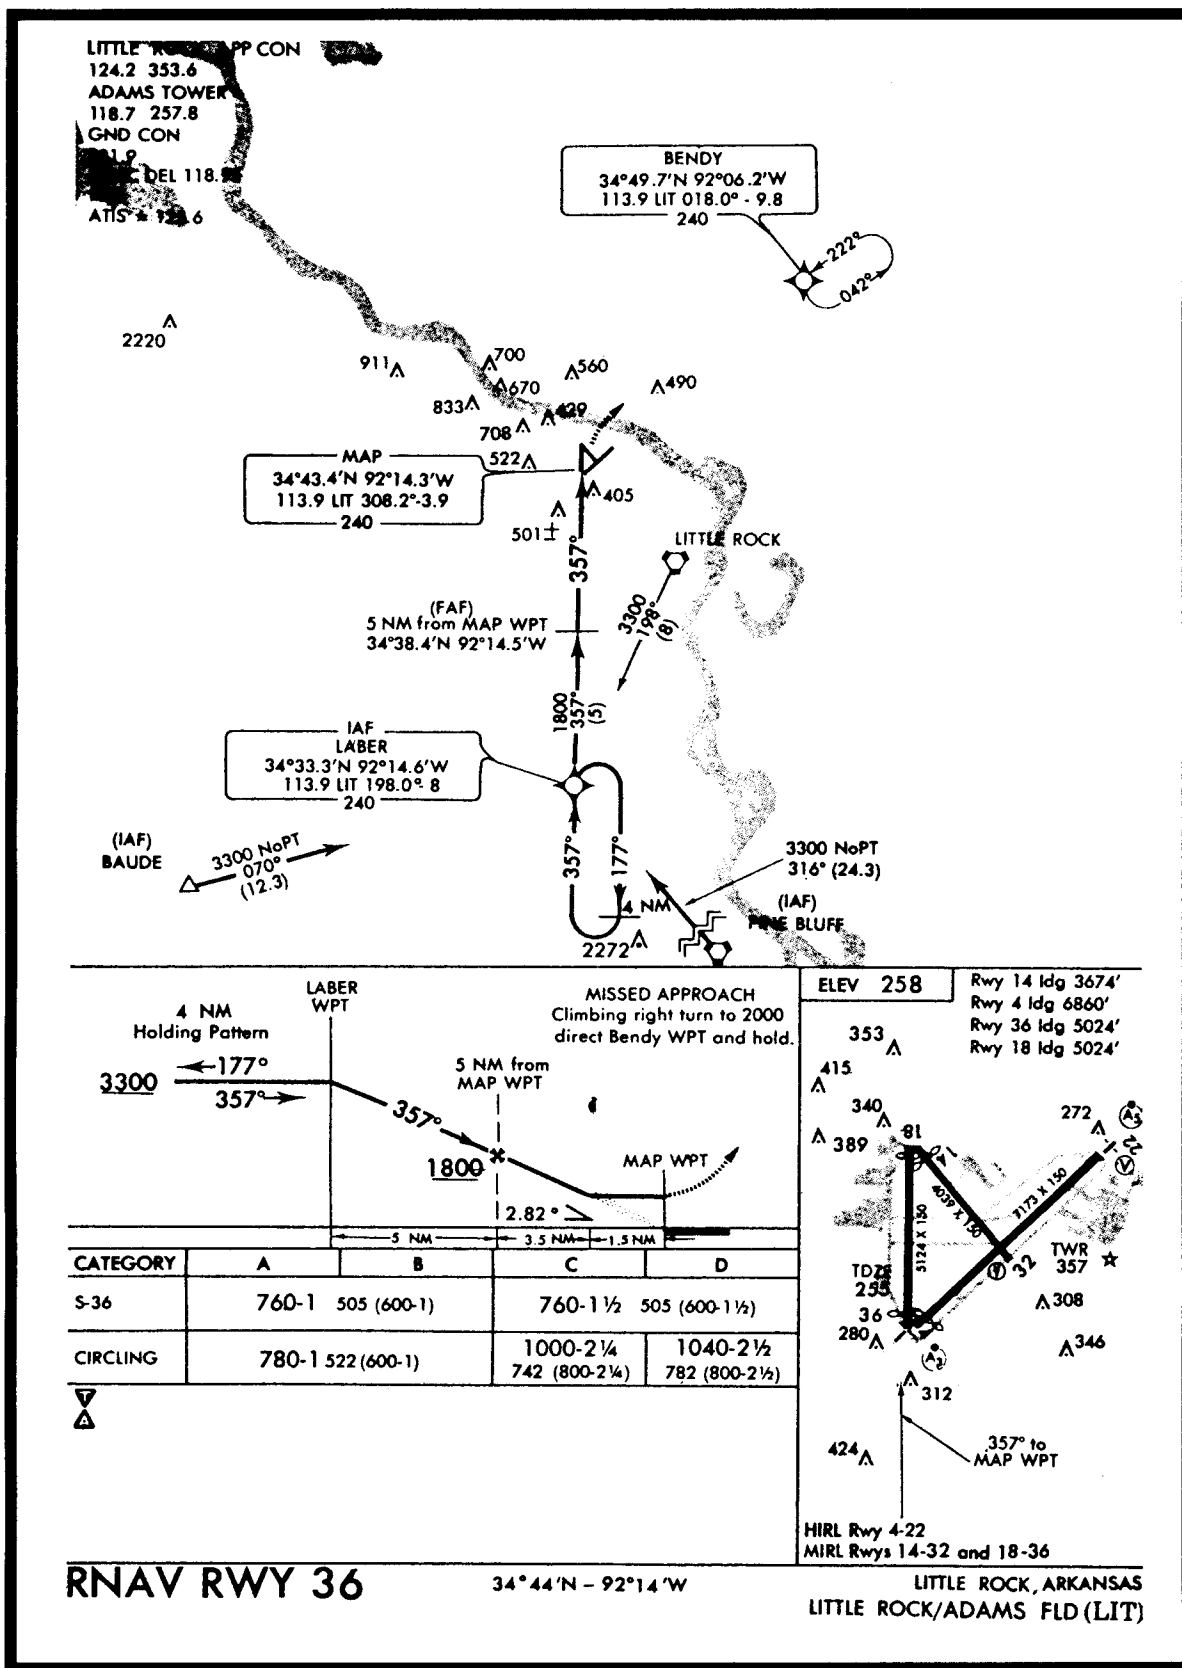 LITTLE ROCK APP CON
124.2 353.6
ADAMS TOWER
118.7 257.8
GND CON
DEL
ATIS
BENDY
34°49.7'N 92°06.2'W
113.9 LIT 018.0° - 9.8
240
222°
042°
2220
911
700
670
560
490
833
429
708
522
MAP
34°43.4'N 92°14.3'W
113.9 LIT 308.2°-3.9
240
405
501±
357°
LITTLE ROCK
(FAF)
5 NM from MAP WPT
34°38.4'N 92°14.5'W
3300
198°
(8)
1800
357°
(5)
IAF
LABER
34°33.3'N 92°14.6'W
113.9 LIT 198.0°- 8
240
(IAF)
BAUDE
3300 NoPT
070°
(12.3)
357°
177°
3300 NoPT
316° (24.3)
4 NM
(IAF)
PINE BLUFF
2272
LABER
WPT
4 NM
Holding Pattern
177°
3300
357°
MISSED APPROACH
Climbing right turn to 2000
direct Bendy WPT and hold.
5 NM from
MAP WPT
357°
1800
MAP WPT
2.82°
5 NM
3.5 NM
1.5 NM
CATEGORY A B C D
S-36 760-1 505 (600-1) 760-1½ 505 (600-1½)
CIRCLING 780-1 522 (600-1) 1000-2¼ 742 (800-2¼) 1040-2½ 782 (800-2½)
T
A
ELEV 258
Rwy 14 ldg 3674'
Rwy 4 ldg 6860'
Rwy 36 ldg 5024'
Rwy 18 ldg 5024'
353
415
340
389
18
272
A5
22
V
4039 X 150
7173 X 150
5124 X 150
TDZE
255
32
V
TWR
357
36
308
280
346
312
424
357° to
MAP WPT
HIRL Rwy 4-22
MIRL Rwys 14-32 and 18-36
RNAV RWY 36
34°44'N – 92°14'W
LITTLE ROCK, ARKANSAS
LITTLE ROCK/ADAMS FLD (LIT)